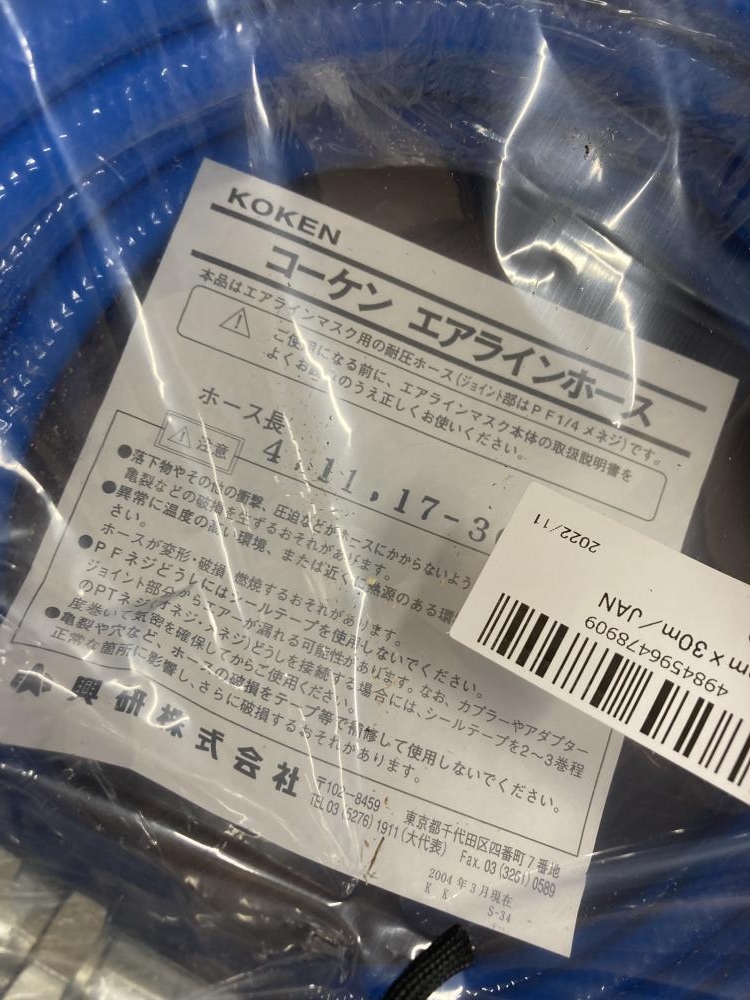 KOKEN
コーケン エアラインホース
本品はエアラインマスク用の耐圧ホース(ジョイント部はPF1/4メネジ)です。
ご使用になる前に、エアラインマスク本体の取扱説明書を
よくお読みのうえ正しくお使いください。
ホース長 4,11,17-3
注意
●落下物やその他の衝撃、圧迫などがホースにかからないよう
亀裂などの破損を生ずるおそれがあります。
●異常に温度の高い環境、または近くに熱源のある環
さい。
ホースが変形・破損 燃焼するおそれがあります。
●PFネジどうしにはシールテープを使用しないでください。
ジョイント部分からエアーが漏れる可能性があります。なお、カプラーやアダプター
のPTネジ(オネジ・メネジ)どうしを接続する場合には、シールテープを2〜3巻程
度巻いて気密を確保してからご使用ください。
●亀裂や穴など、ホースの破損をテープ等で補修して使用しないでください。
正常な箇所に影響し、さらに破損するおそれがあります。
興研株式会社
〒102-8459 東京都千代田区四番町7番地
TEL.03(5276)1911(大代表) Fax.03(3261)0589
2004年3月現在
K K S-34
2022/11
m×30m/JAN
4984596478909